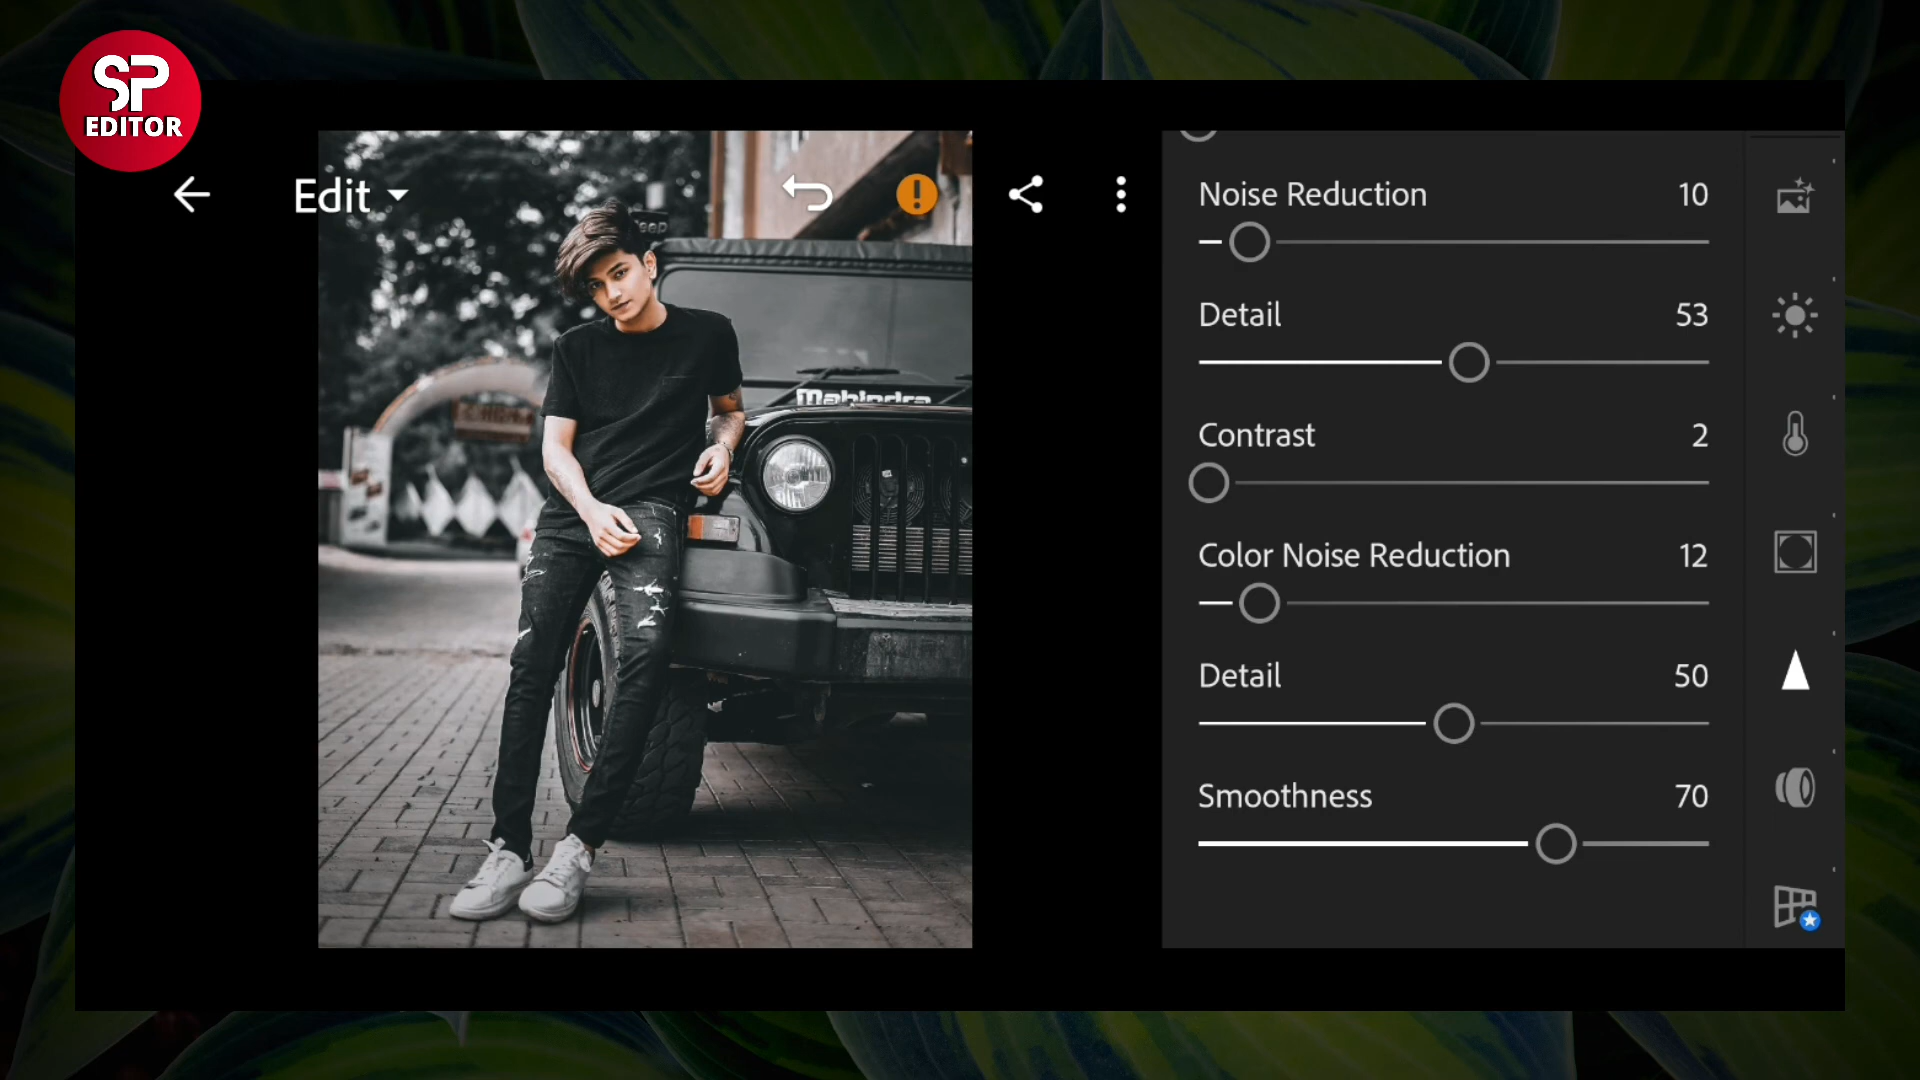 SP
EDITOR
Edit
eep
Mahindra
Noise Reduction 10
Detail 53
Contrast 2
Color Noise Reduction 12
Detail 50
Smoothness 70